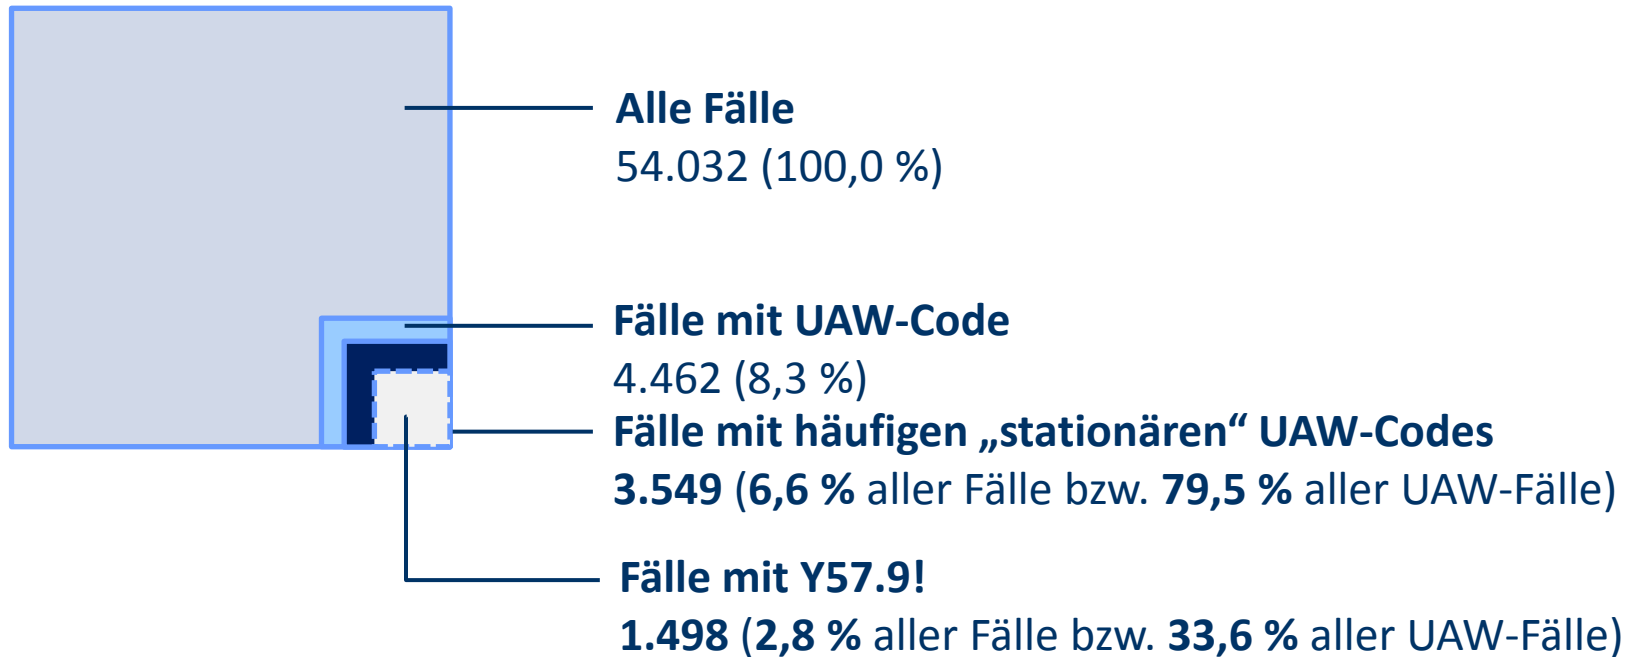 Alle Fälle
54.032 (100,0 %)
Fälle mit UAW-Code
4.462 (8,3 %)
Fälle mit häufigen „stationären“ UAW-Codes
3.549 (6,6 % aller Fälle bzw. 79,5 % aller UAW-Fälle)
Fälle mit Y57.9!
1.498 (2,8 % aller Fälle bzw. 33,6 % aller UAW-Fälle)